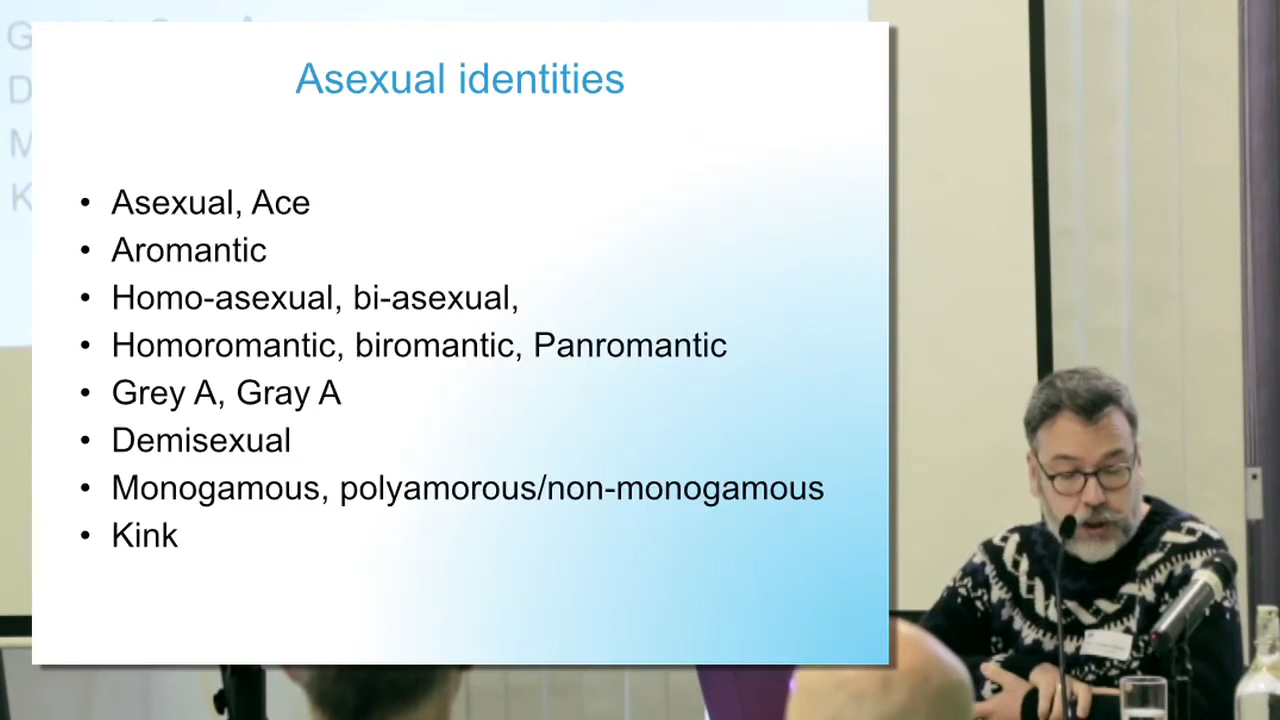 Asexual identities
• Asexual, Ace
• Aromantic
• Homo-asexual, bi-asexual,
• Homoromantic, biromantic, Panromantic
• Grey A, Gray A
• Demisexual
• Monogamous, polyamorous/non-monogamous
• Kink